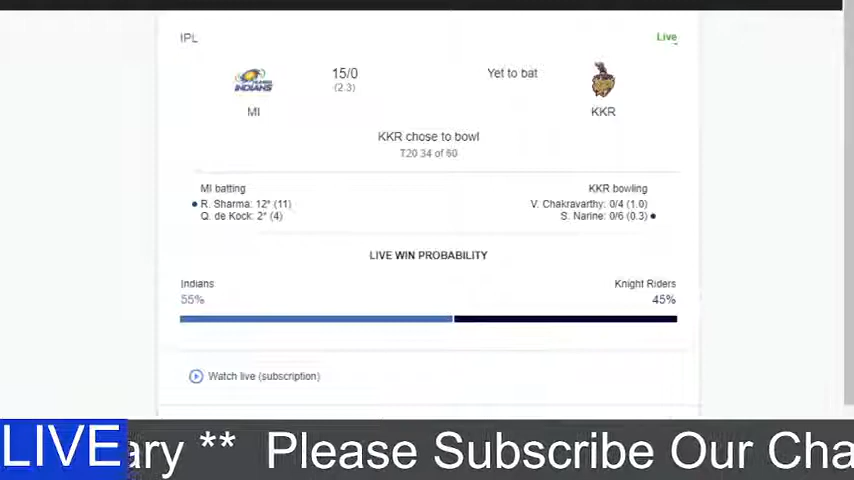 IPL
Live
15/0
Yet to bat
(2.3)
INDIANS
MI
KKR
KKR chose to bowl
T20 34 of 60
MI batting
KKR bowling
R. Sharma: 12* (11)
V. Chakravarthy: 0/4 (1.0)
Q. de Kock: 2* (4)
S. Narine: 0/6 (0.3)
LIVE WIN PROBABILITY
Indians
Knight Riders
55%
45%
Watch live (subscription)
LIVE
ary ** Please Subscribe Our Cha